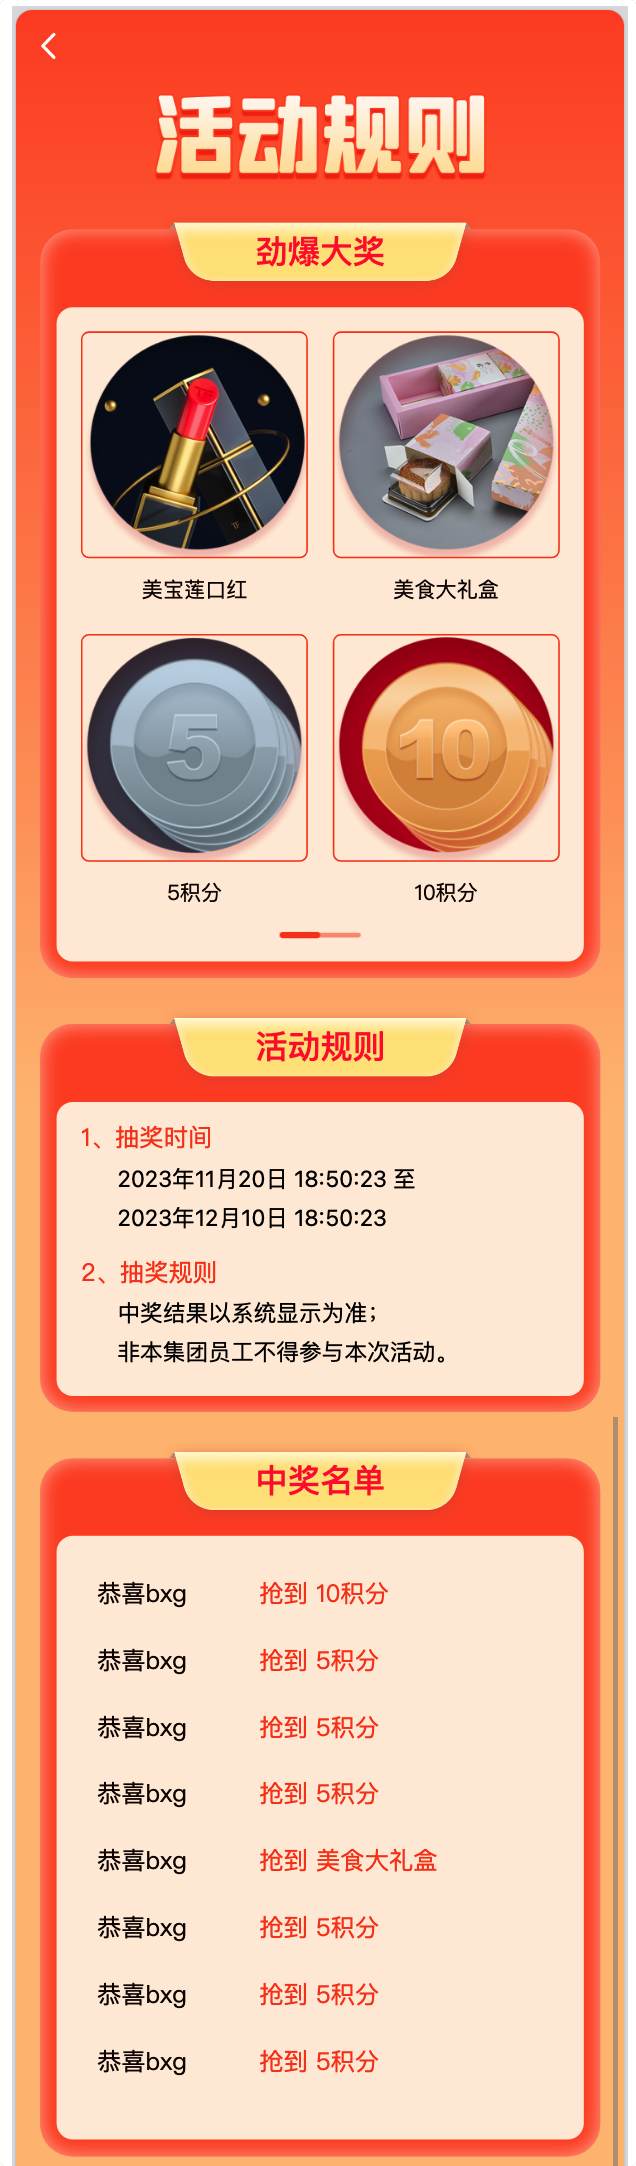 活动规则
劲爆大奖
TF
美宝莲口红
美食大礼盒
5
10
5积分
10积分
活动规则
1、抽奖时间
2023年11月20日 18:50:23 至
2023年12月10日 18:50:23
2、抽奖规则
中奖结果以系统显示为准；
非本集团员工不得参与本次活动。
中奖名单
恭喜bxg 抢到 10积分
恭喜bxg 抢到 5积分
恭喜bxg 抢到 5积分
恭喜bxg 抢到 5积分
恭喜bxg 抢到 美食大礼盒
恭喜bxg 抢到 5积分
恭喜bxg 抢到 5积分
恭喜bxg 抢到 5积分